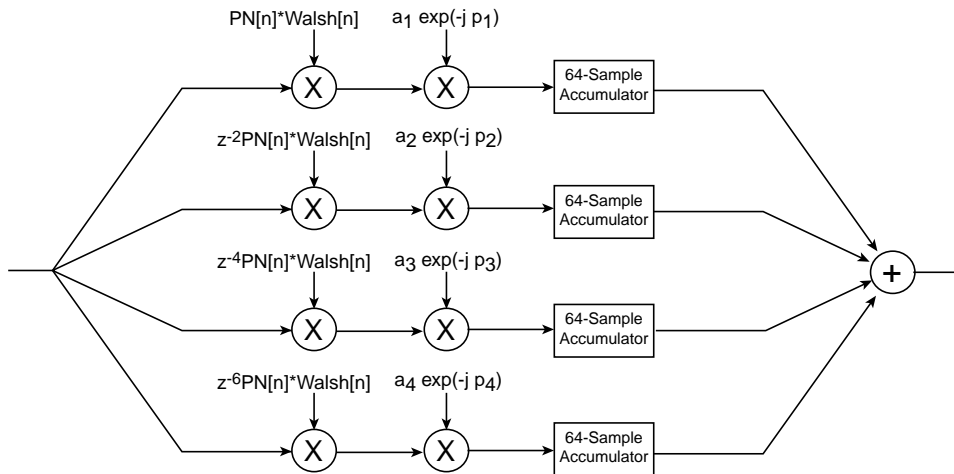 PN[n]*Walsh[n] a1 exp(-j p1)
X X 64-Sample
Accumulator
z-2PN[n]*Walsh[n] a2 exp(-j p2)
X X 64-Sample
Accumulator
z-4PN[n]*Walsh[n] a3 exp(-j p3)
+
X X 64-Sample
Accumulator
z-6PN[n]*Walsh[n] a4 exp(-j p4)
X X 64-Sample
Accumulator